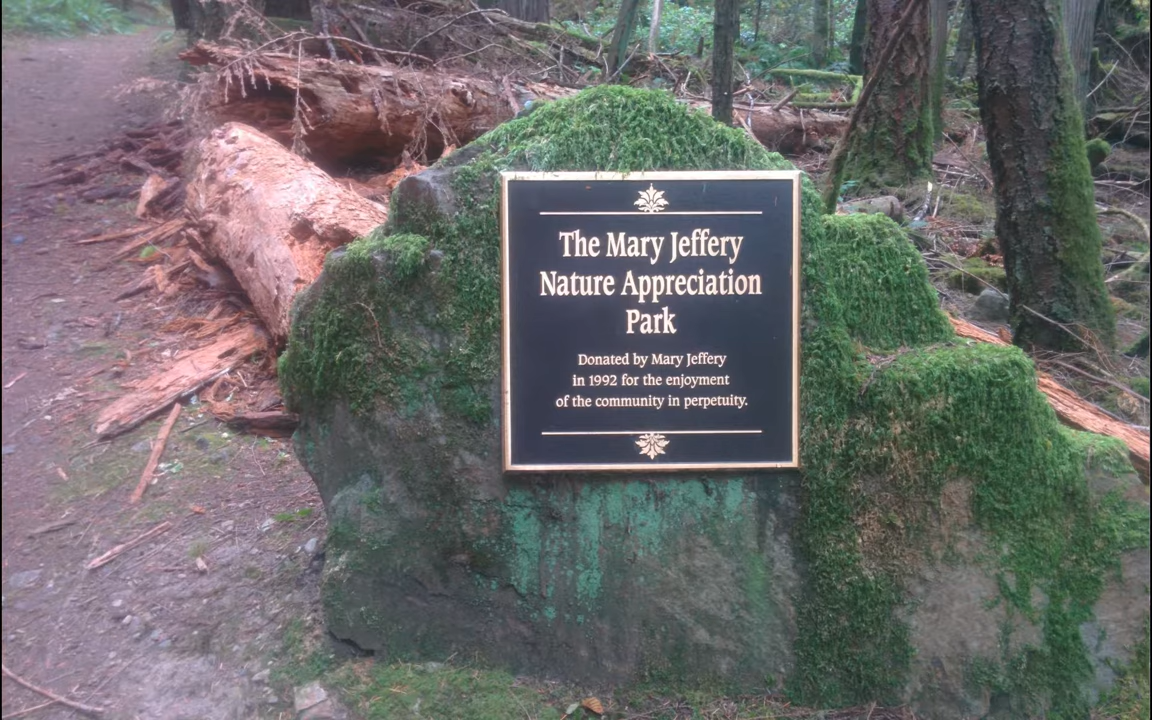 The Mary Jeffery
Nature Appreciation
Park
Donated by Mary Jeffery
in 1992 for the enjoyment
of the community in perpetuity.